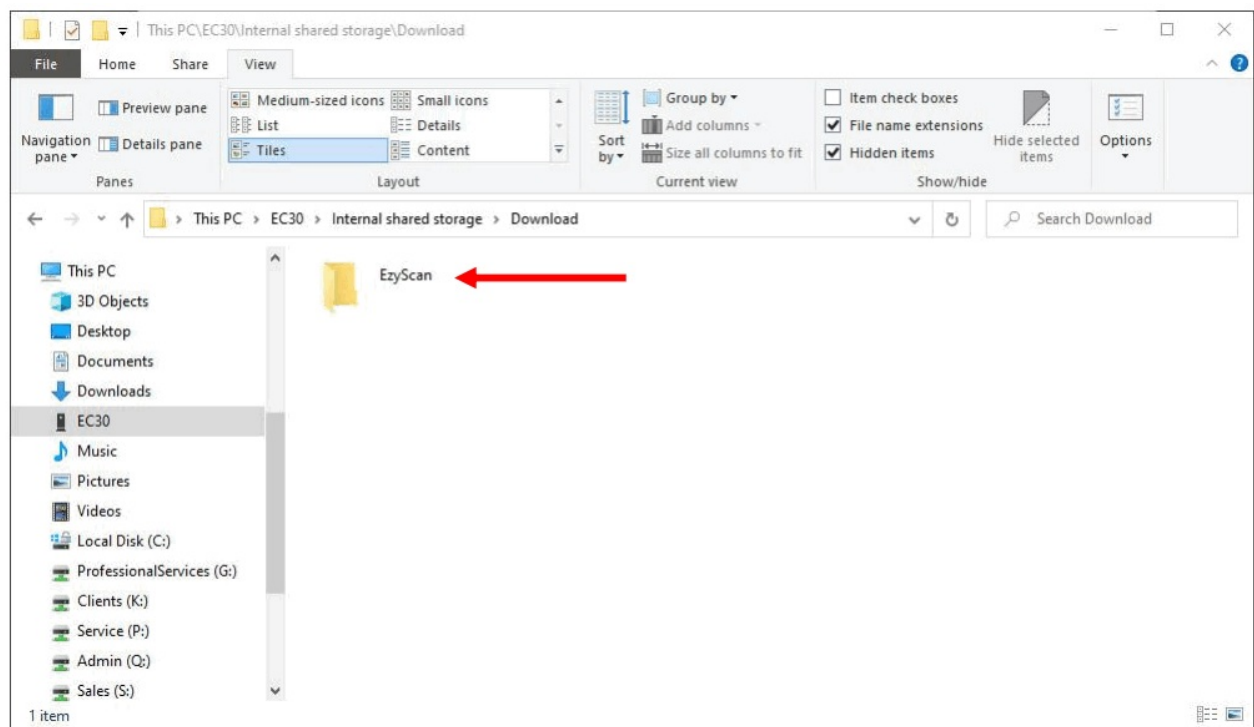 This PC\EC30\Internal shared storage\Download
File Home Share View
Navigation pane
Preview pane
Details pane
Panes
Medium-sized icons Small icons
List Details
Tiles Content
Layout
Sort by
Group by
Add columns
Size all columns to fit
Current view
Item check boxes
File name extensions
Hidden items
Hide selected items
Show/hide
Options
This PC > EC30 > Internal shared storage > Download
Search Download
This PC
3D Objects
Desktop
Documents
Downloads
EC30
Music
Pictures
Videos
Local Disk (C:)
ProfessionalServices (G:)
Clients (K:)
Service (P:)
Admin (Q:)
Sales (S:)
EzyScan
1 item